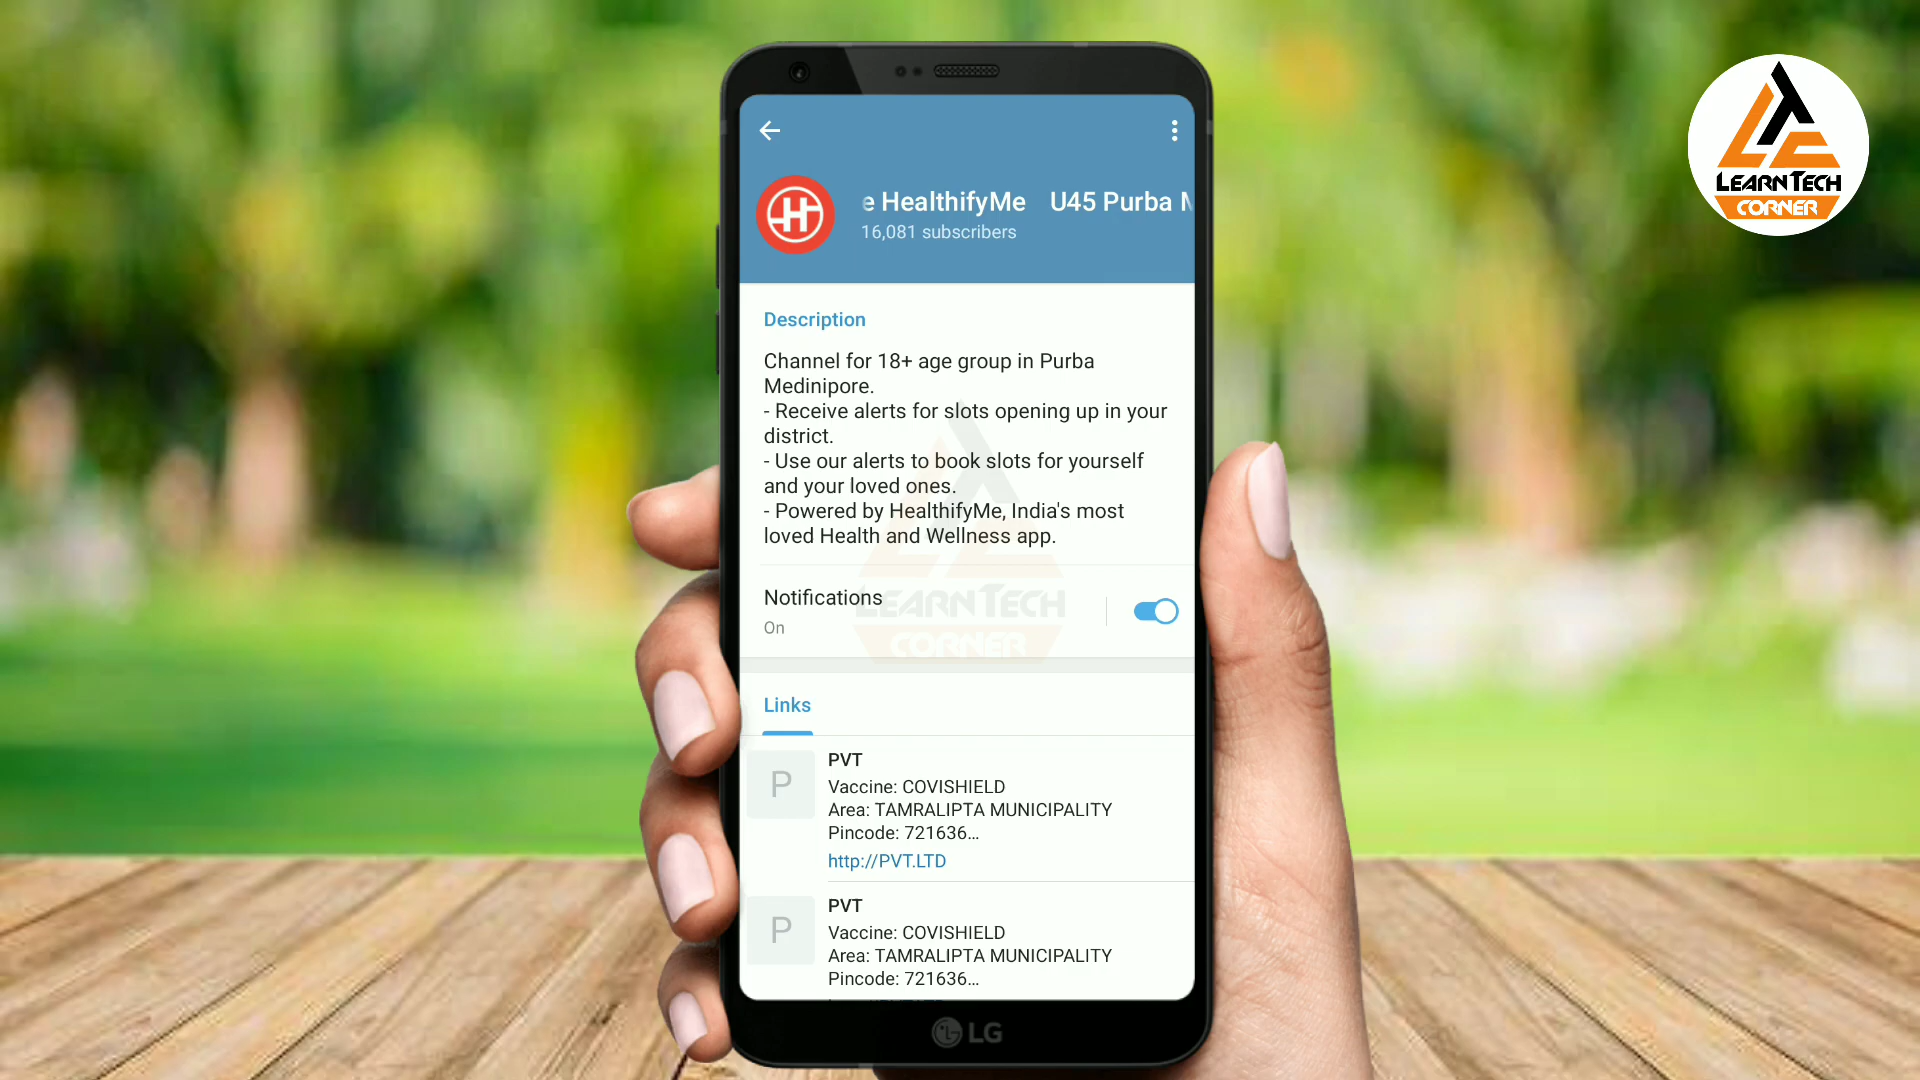 e HealthifyMe U45 Purba
16,081 subscribers
LEARN TECH
CORNER
Description
Channel for 18+ age group in Purba
Medinipore.
- Receive alerts for slots opening up in your
district.
- Use our alerts to book slots for yourself
and your loved ones.
- Powered by HealthifyMe, India's most
loved Health and Wellness app.
Notifications
On
LEARN TECH
CORNER
Links
P
PVT
Vaccine: COVISHIELD
Area: TAMRALIPTA MUNICIPALITY
Pincode: 721636...
http://PVT.LTD
P
PVT
Vaccine: COVISHIELD
Area: TAMRALIPTA MUNICIPALITY
Pincode: 721636...
LG